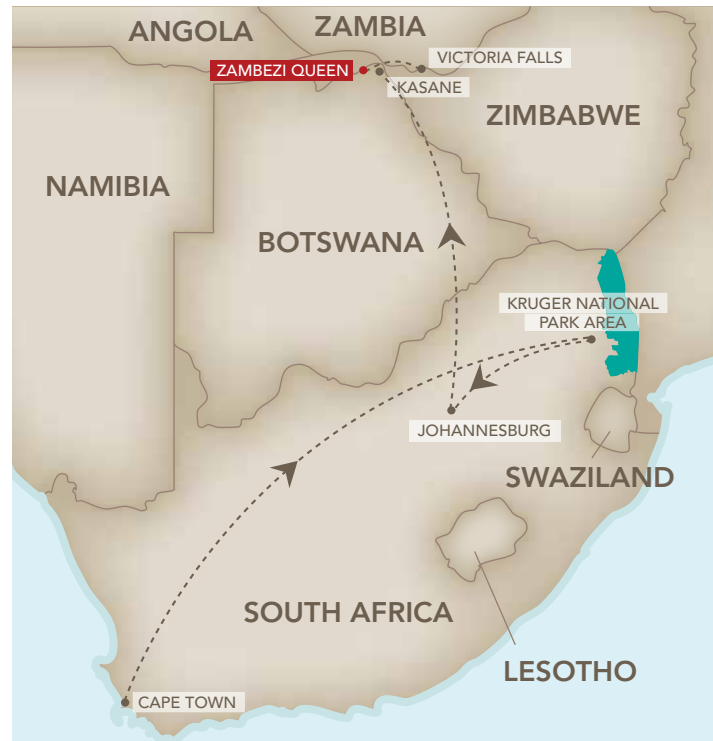 ANGOLA
ZAMBIA
ZAMBEZI QUEEN
VICTORIA FALLS
KASANE
ZIMBABWE
NAMIBIA
BOTSWANA
KRUGER NATIONAL
PARK AREA
JOHANNESBURG
SWAZILAND
SOUTH AFRICA
LESOTHO
CAPE TOWN